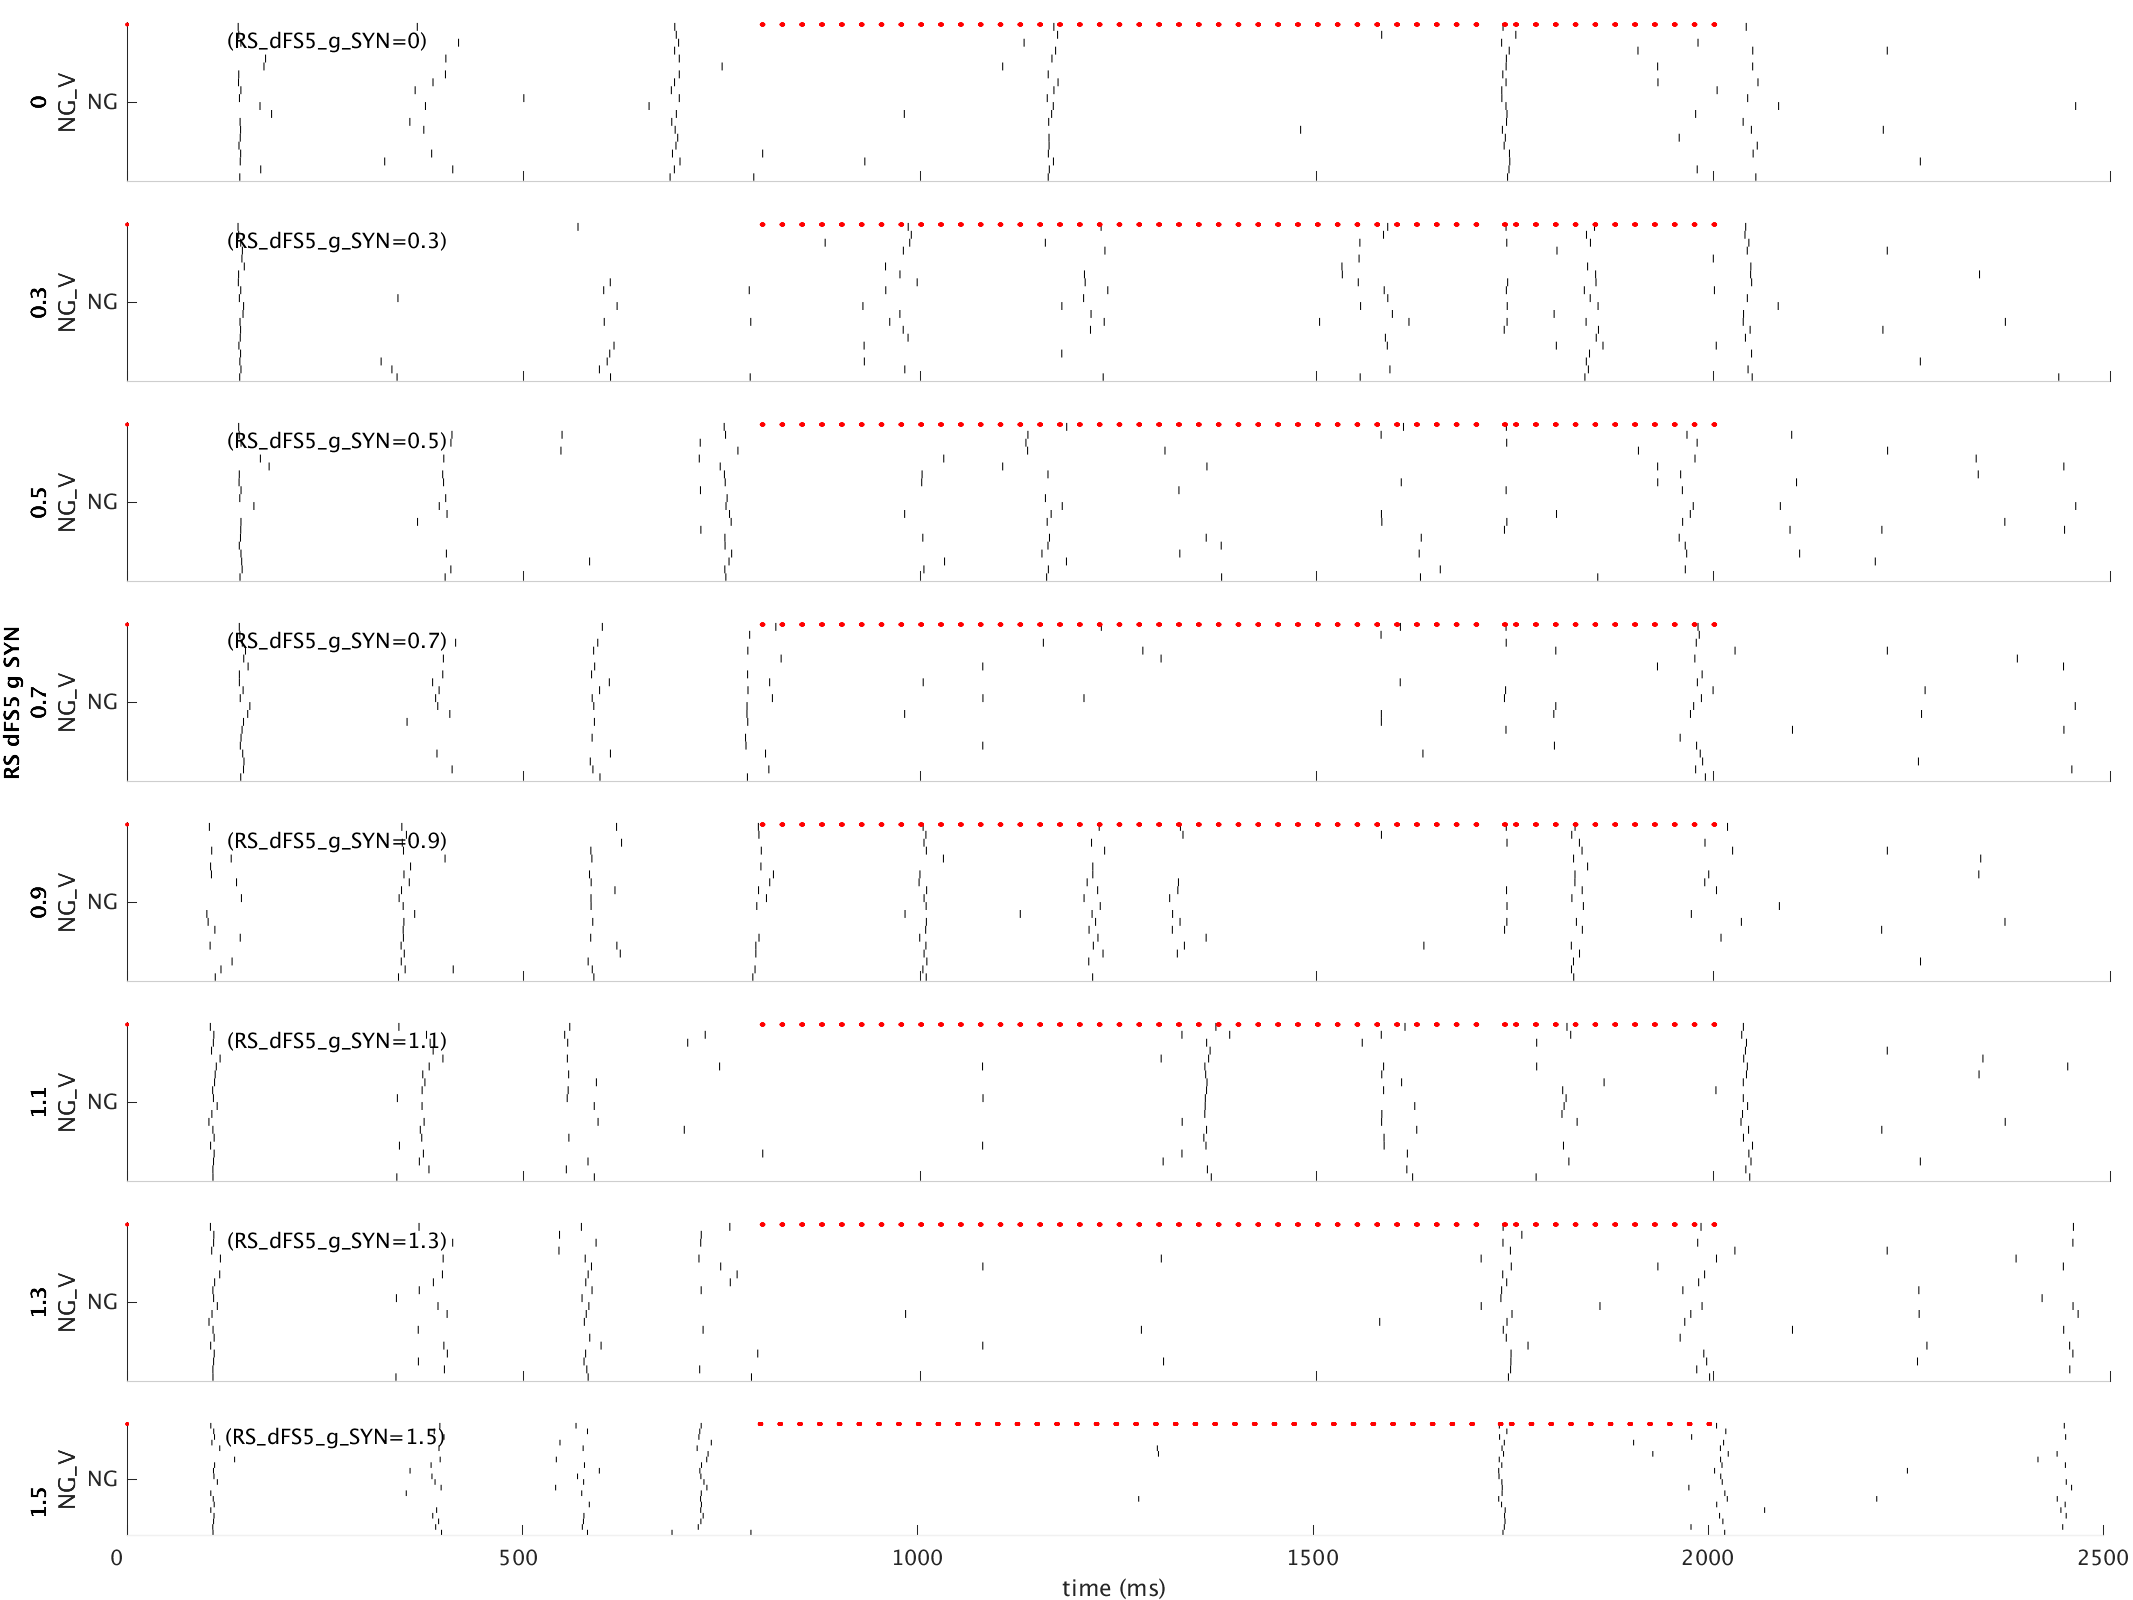 (RS_dFS5_g_SYN=0)
0
NG_V
NG
(RS_dFS5_g_SYN=0.3)
0.3
NG_V
NG
(RS_dFS5_g_SYN=0.5)
0.5
NG_V
NG
RS dFS5 g SYN
(RS_dFS5_g_SYN=0.7)
0.7
NG_V
NG
(RS_dFS5_g_SYN=0.9)
0.9
NG_V
NG
(RS_dFS5_g_SYN=1.1)
1.1
NG_V
NG
(RS_dFS5_g_SYN=1.3)
1.3
NG_V
NG
(RS_dFS5_g_SYN=1.5)
1.5
NG_V
NG
0 500 1000 1500 2000 2500
time (ms)